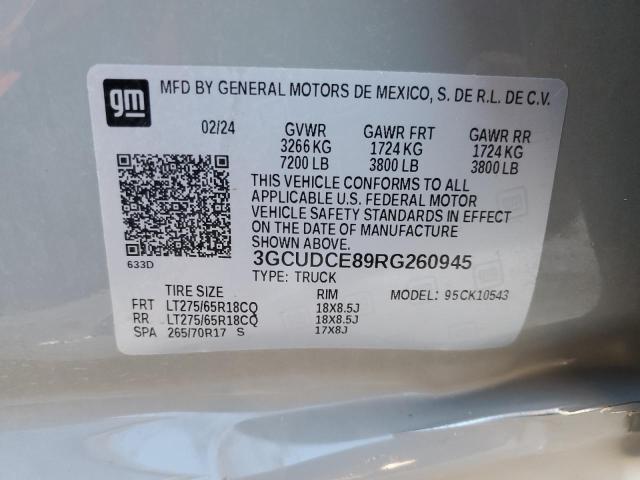 gm MFD BY GENERAL MOTORS DE MEXICO, S. DE R.L. DE C.V.
02/24 GVWR GAWR FRT GAWR RR
3266 KG 1724 KG 1724 KG
7200 LB 3800 LB 3800 LB
THIS VEHICLE CONFORMS TO ALL
APPLICABLE U.S. FEDERAL MOTOR
VEHICLE SAFETY STANDARDS IN EFFECT
ON THE DATE OF MANUFACTURE
SHOWN ABOVE.
633D
3GCUDCE89RG260945
TYPE: TRUCK
TIRE SIZE RIM MODEL: 95CK10543
FRT LT275/65R18CQ 18X8.5J
RR LT275/65R18CQ 18X8.5J
SPA 265/70R17 S 17X8J